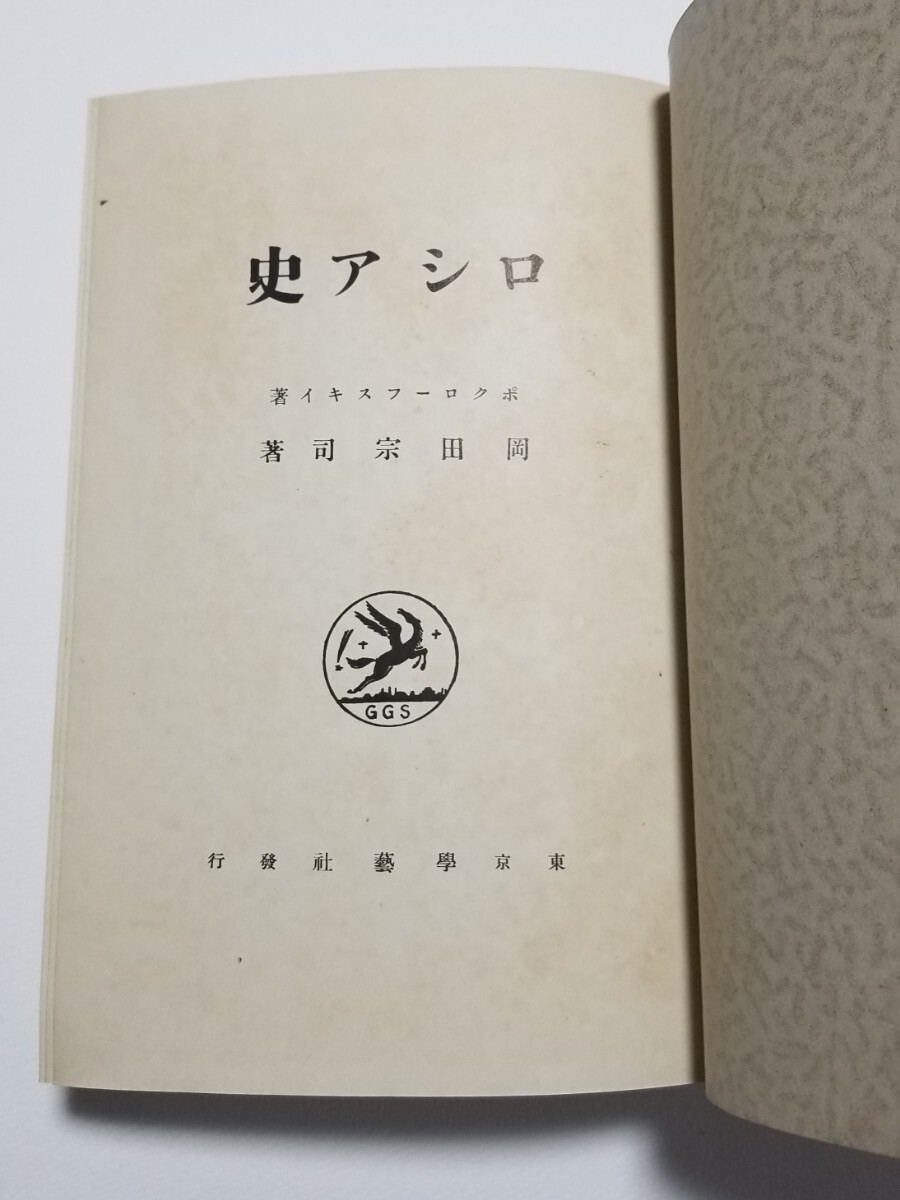 ロシア史
ポクローフスキイ著
岡田宗司著
GGS
東京學藝社發行